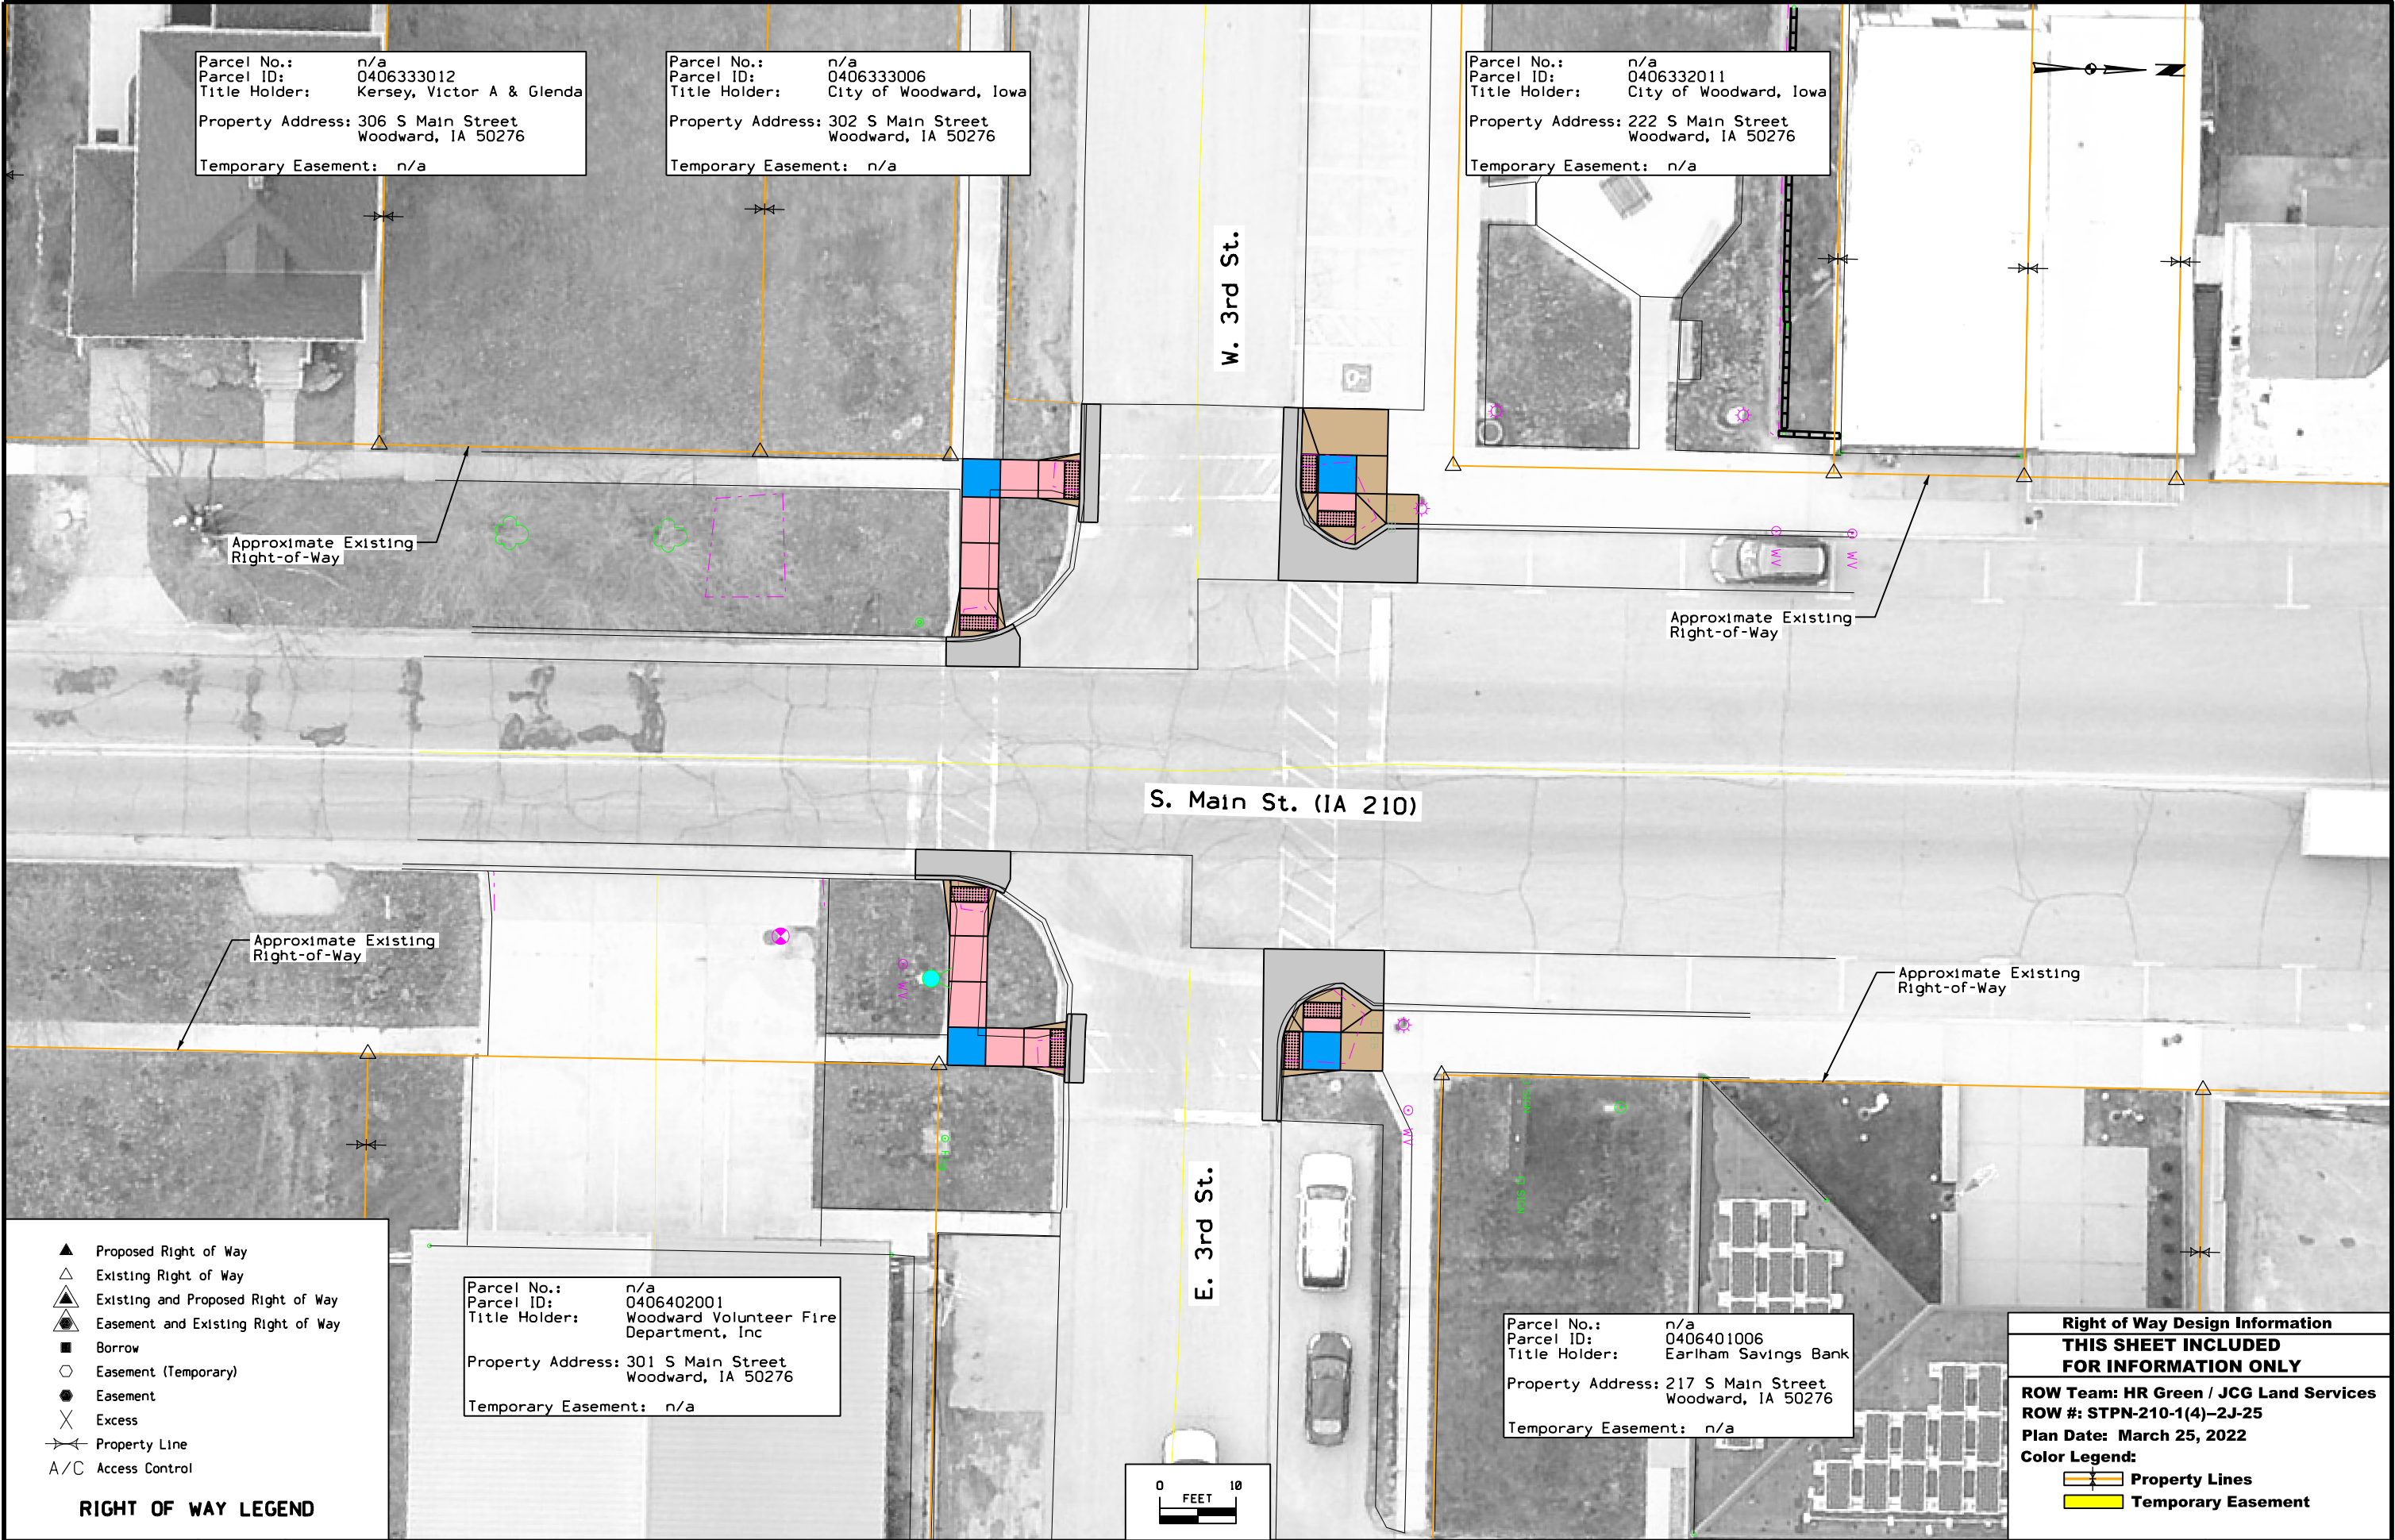 Parcel No.: n/a
Parcel ID: 0406333012
Title Holder: Kersey, Victor A & Glenda
Property Address: 306 S Main Street
Woodward, IA 50276
Temporary Easement: n/a
Parcel No.: n/a
Parcel ID: 0406333006
Title Holder: City of Woodward, Iowa
Property Address: 302 S Main Street
Woodward, IA 50276
Temporary Easement: n/a
Parcel No.: n/a
Parcel ID: 0406332011
Title Holder: City of Woodward, Iowa
Property Address: 222 S Main Street
Woodward, IA 50276
Temporary Easement: n/a
N
W. 3rd St.
Approximate Existing
Right-of-Way
WV
WV
Approximate Existing
Right-of-Way
S. Main St. (IA 210)
Approximate Existing
Right-of-Way
WV
Approximate Existing
Right-of-Way
WV
E. 3rd St.
Proposed Right of Way
Existing Right of Way
Existing and Proposed Right of Way
Easement and Existing Right of Way
Borrow
Easement (Temporary)
Easement
Excess
Property Line
A/C Access Control
RIGHT OF WAY LEGEND
Parcel No.: n/a
Parcel ID: 0406402001
Title Holder: Woodward Volunteer Fire
Department, Inc
Property Address: 301 S Main Street
Woodward, IA 50276
Temporary Easement: n/a
0 10
FEET
Parcel No.: n/a
Parcel ID: 0406401006
Title Holder: Earlham Savings Bank
Property Address: 217 S Main Street
Woodward, IA 50276
Temporary Easement: n/a
Right of Way Design Information
THIS SHEET INCLUDED
FOR INFORMATION ONLY
ROW Team: HR Green / JCG Land Services
ROW #: STPN-210-1(4)–2J-25
Plan Date: March 25, 2022
Color Legend:
Property Lines
Temporary Easement